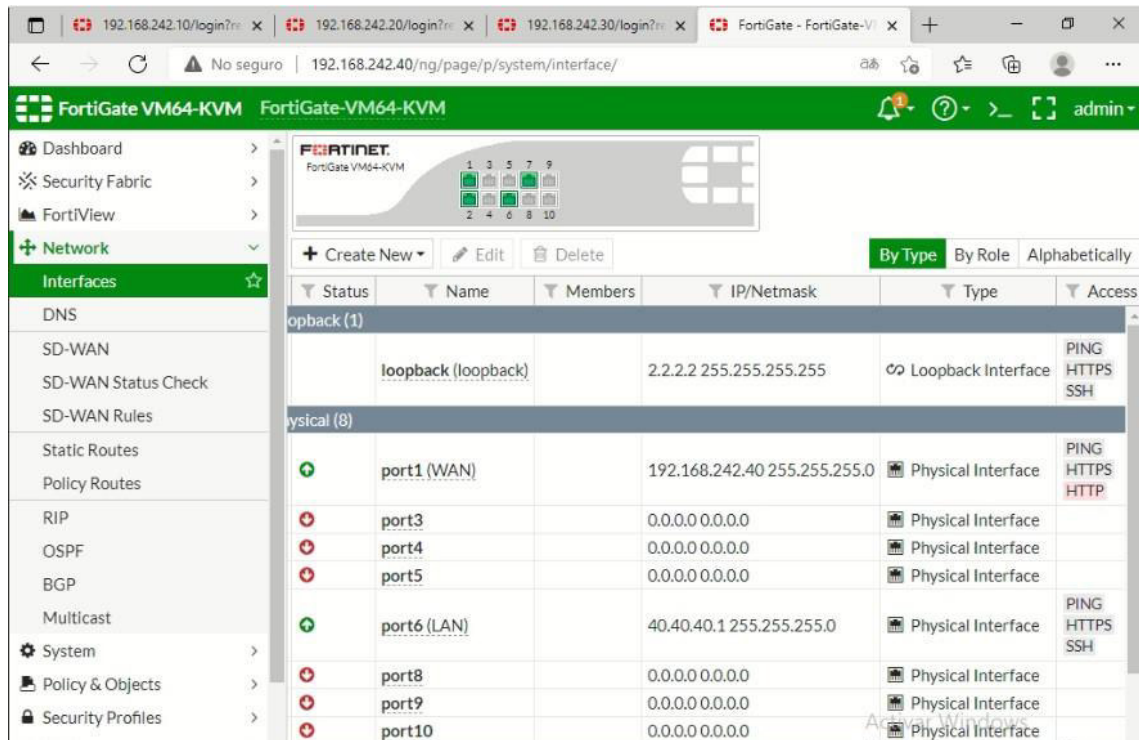 192.168.242.10/login?re 192.168.242.20/login?re 192.168.242.30/login?re FortiGate - FortiGate-V
No seguro 192.168.242.40/ng/page/p/system/interface/
FortiGate VM64-KVM FortiGate-VM64-KVM 1 admin
Dashboard
Security Fabric
FortiView
Network
Interfaces
DNS
SD-WAN
SD-WAN Status Check
SD-WAN Rules
Static Routes
Policy Routes
RIP
OSPF
BGP
Multicast
System
Policy & Objects
Security Profiles
FORTINET.
FortiGate VM64-KVM
1 3 5 7 9
2 4 6 8 10
Create New Edit Delete By Type By Role Alphabetically
Status Name Members IP/Netmask Type Access
opback (1)
loopback (loopback) 2.2.2.2 255.255.255.255 Loopback Interface PING
HTTPS
SSH
ysical (8)
port1 (WAN) 192.168.242.40 255.255.255.0 Physical Interface PING
HTTPS
HTTP
port3 0.0.0.0 0.0.0.0 Physical Interface
port4 0.0.0.0 0.0.0.0 Physical Interface
port5 0.0.0.0 0.0.0.0 Physical Interface
port6 (LAN) 40.40.40.1 255.255.255.0 Physical Interface PING
HTTPS
SSH
port8 0.0.0.0 0.0.0.0 Physical Interface
port9 0.0.0.0 0.0.0.0 Physical Interface
port10 0.0.0.0 0.0.0.0 Physical Interface
Activar Windows